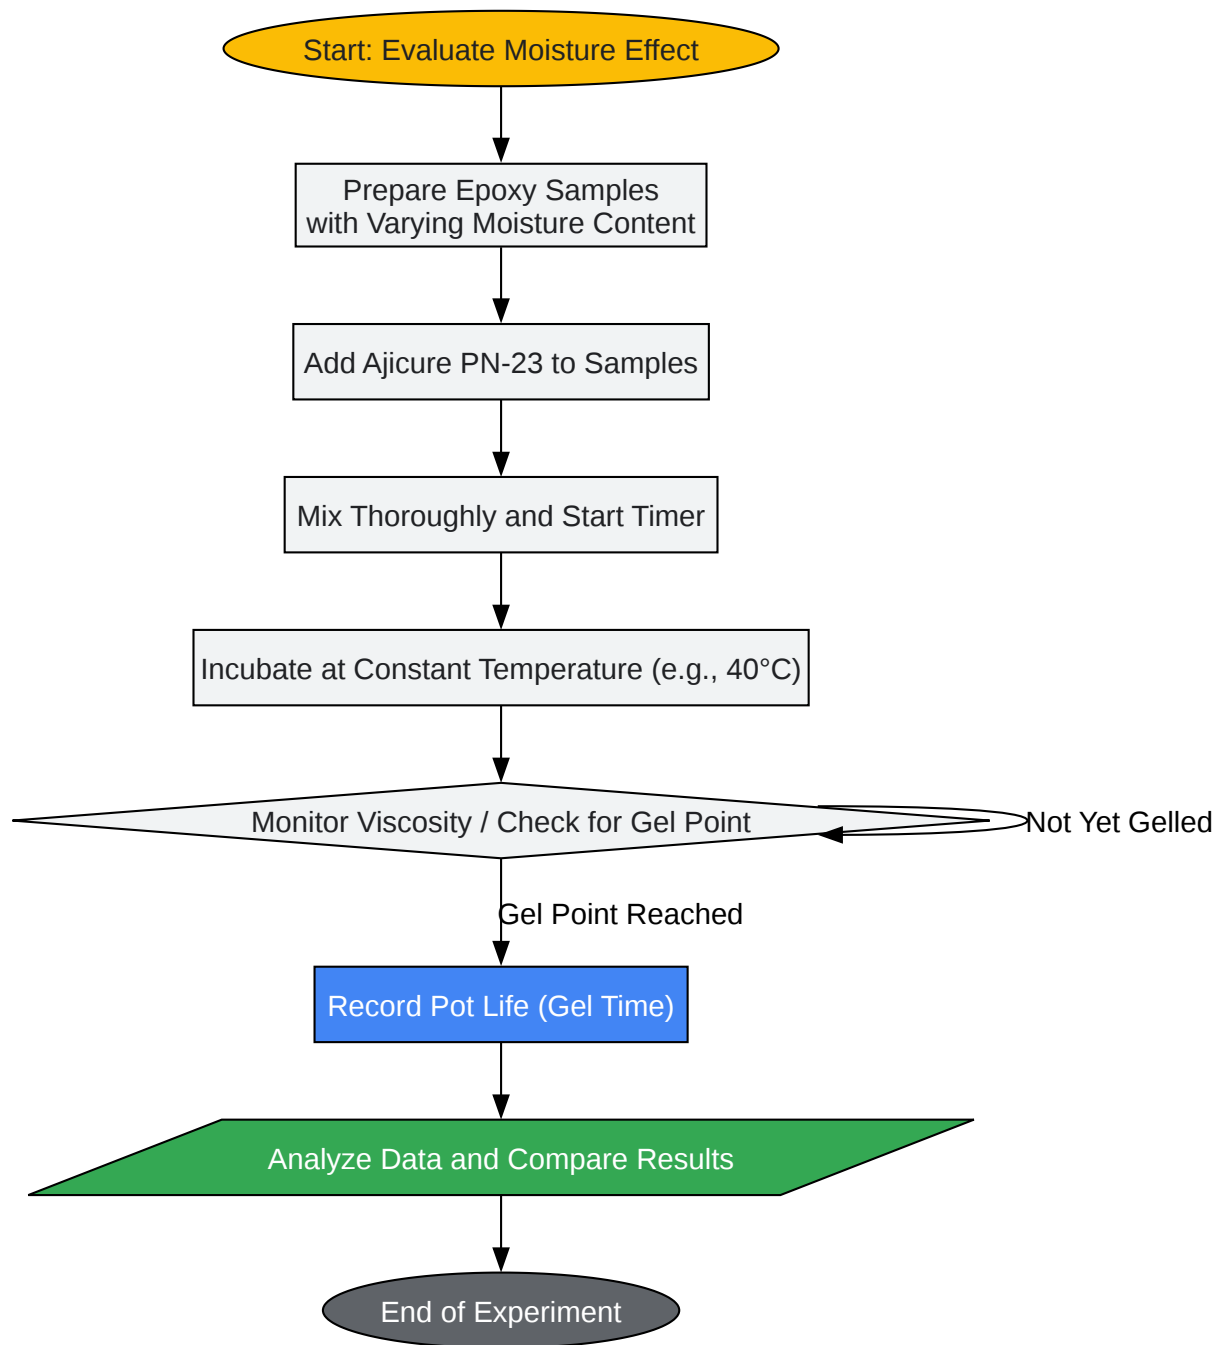 Start: Evaluate Moisture Effect
Prepare Epoxy Samples
with Varying Moisture Content
Add Ajicure PN-23 to Samples
Mix Thoroughly and Start Timer
Incubate at Constant Temperature (e.g., 40°C)
Monitor Viscosity / Check for Gel Point
Not Yet Gelled
Gel Point Reached
Record Pot Life (Gel Time)
Analyze Data and Compare Results
End of Experiment